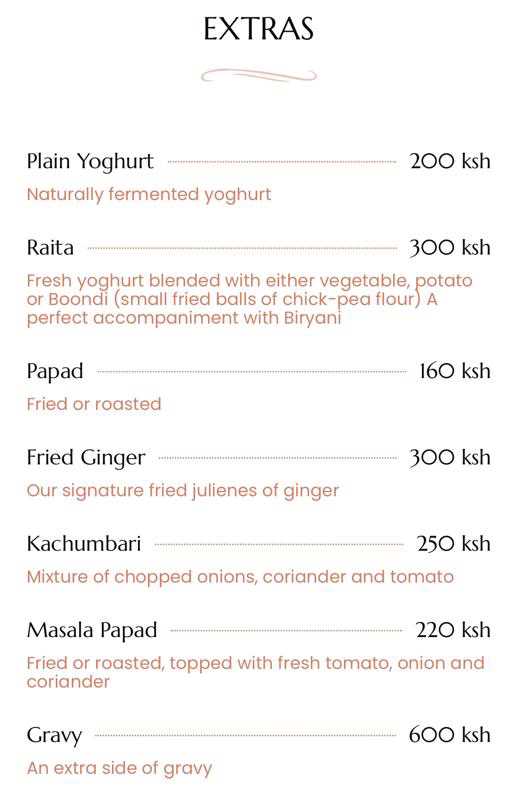 EXTRAS
Plain Yoghurt 200 ksh
Naturally fermented yoghurt
Raita 300 ksh
Fresh yoghurt blended with either vegetable, potato
or Boondi (small fried balls of chick-pea flour) A
perfect accompaniment with Biryani
Papad 160 ksh
Fried or roasted
Fried Ginger 300 ksh
Our signature fried julienes of ginger
Kachumbari 250 ksh
Mixture of chopped onions, coriander and tomato
Masala Papad 220 ksh
Fried or roasted, topped with fresh tomato, onion and
coriander
Gravy 600 ksh
An extra side of gravy